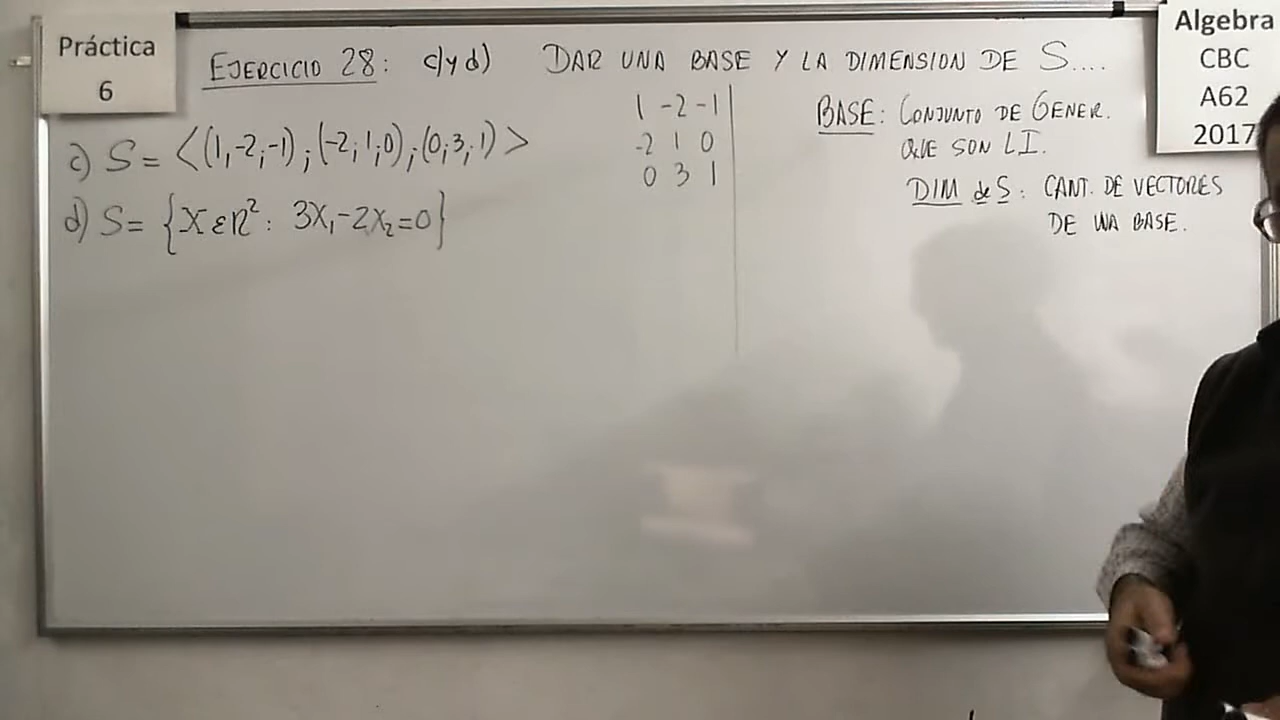 Práctica
6
EJERCICIO 28: c) y d) DAR UNA BASE Y LA DIMENSION DE S....
Algebra
CBC
A62
2017
c) S = <(1,-2,-1);(-2;1;0);(0;3;1)>
d) S = {X ε R²: 3X₁-2X₂=0}
1 -2 -1
-2 1 0
0 3 1
BASE: CONJUNTO DE GENER.
QUE SON LI.
DIM de S: CANT. DE VECTORES
DE UNA BASE.